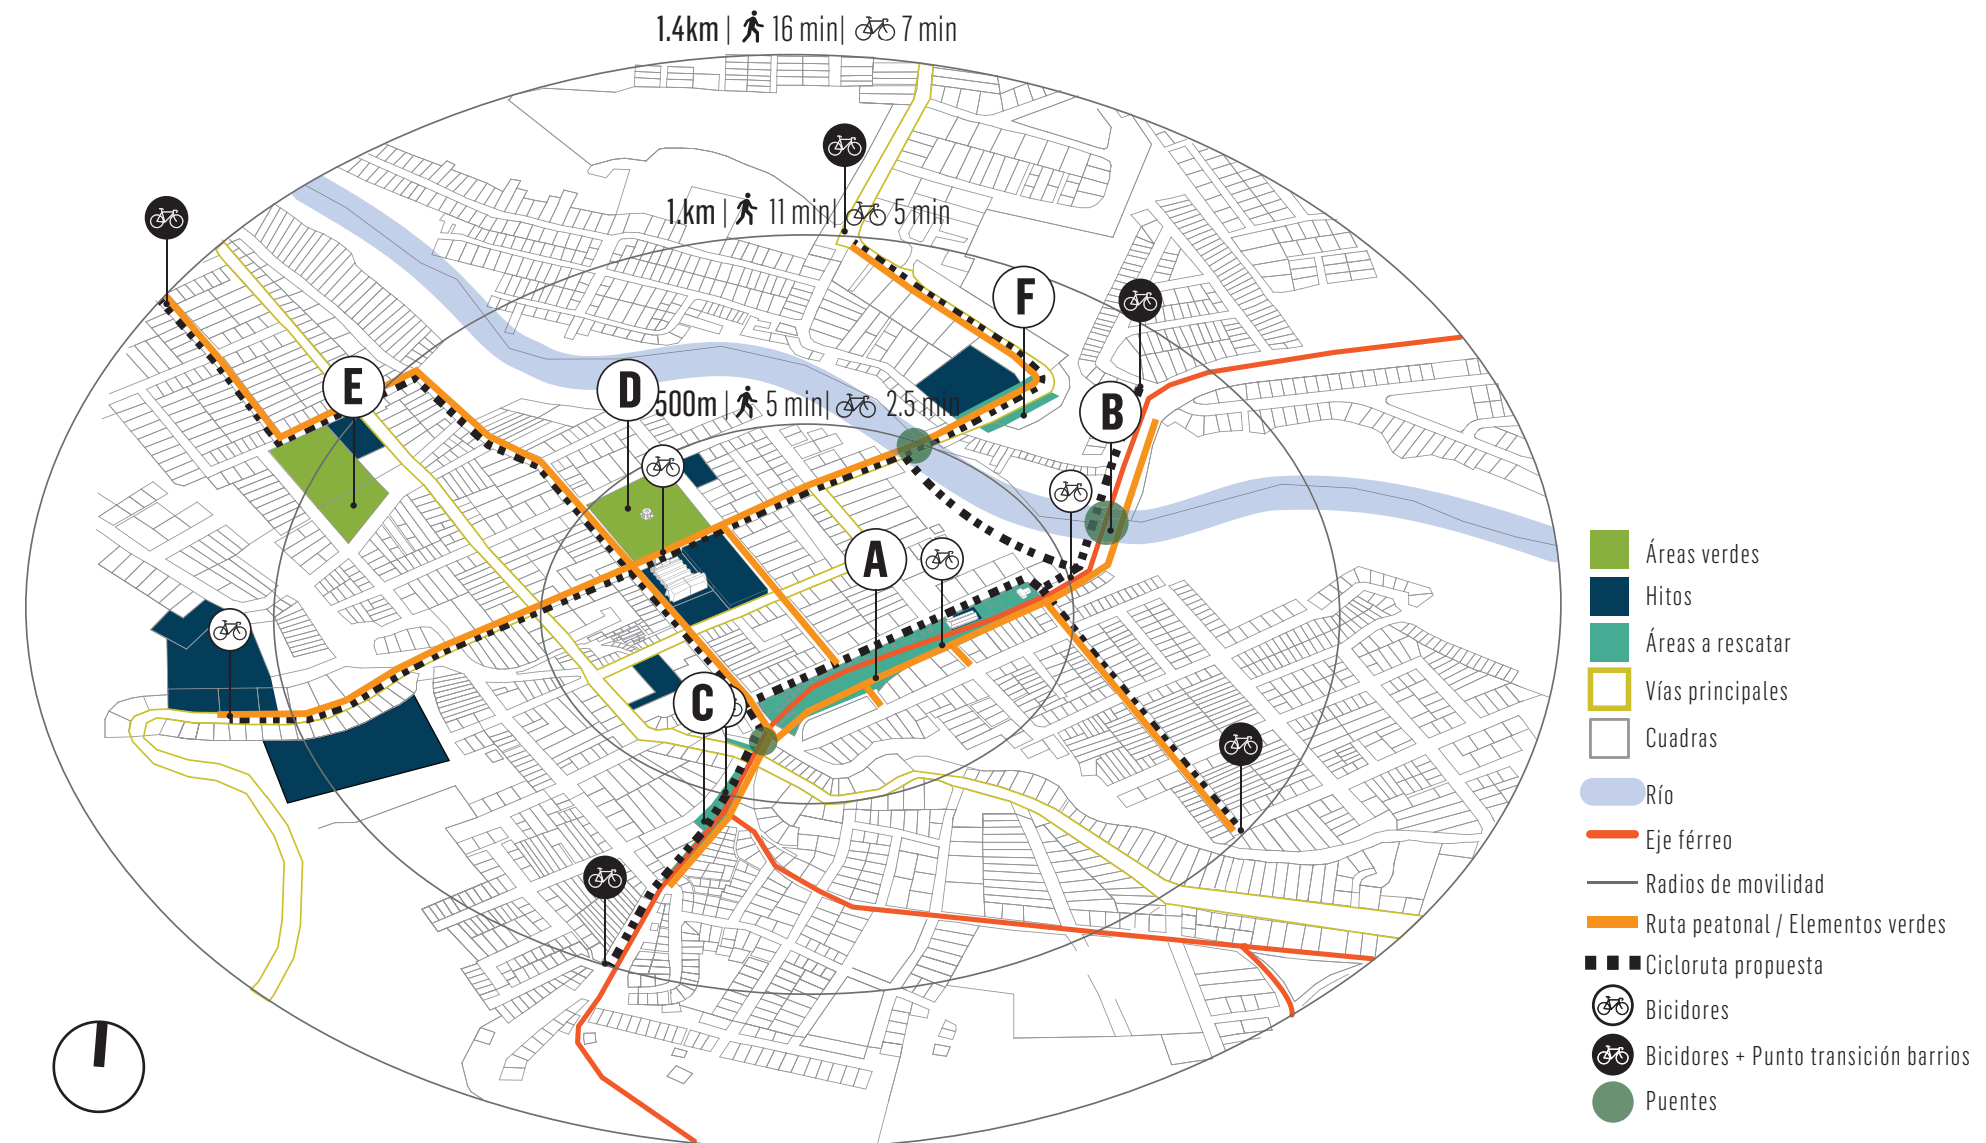 1.4km | 16 min| 7 min
1.km | 11 min| 5 min
F
E
D
500m | 5 min| 2.5 min
B
A
C
Áreas verdes
Hitos
Áreas a rescatar
Vías principales
Cuadras
Río
Eje férreo
Radios de movilidad
Ruta peatonal / Elementos verdes
Cicloruta propuesta
Bicidores
Bicidores + Punto transición barrios
Puentes